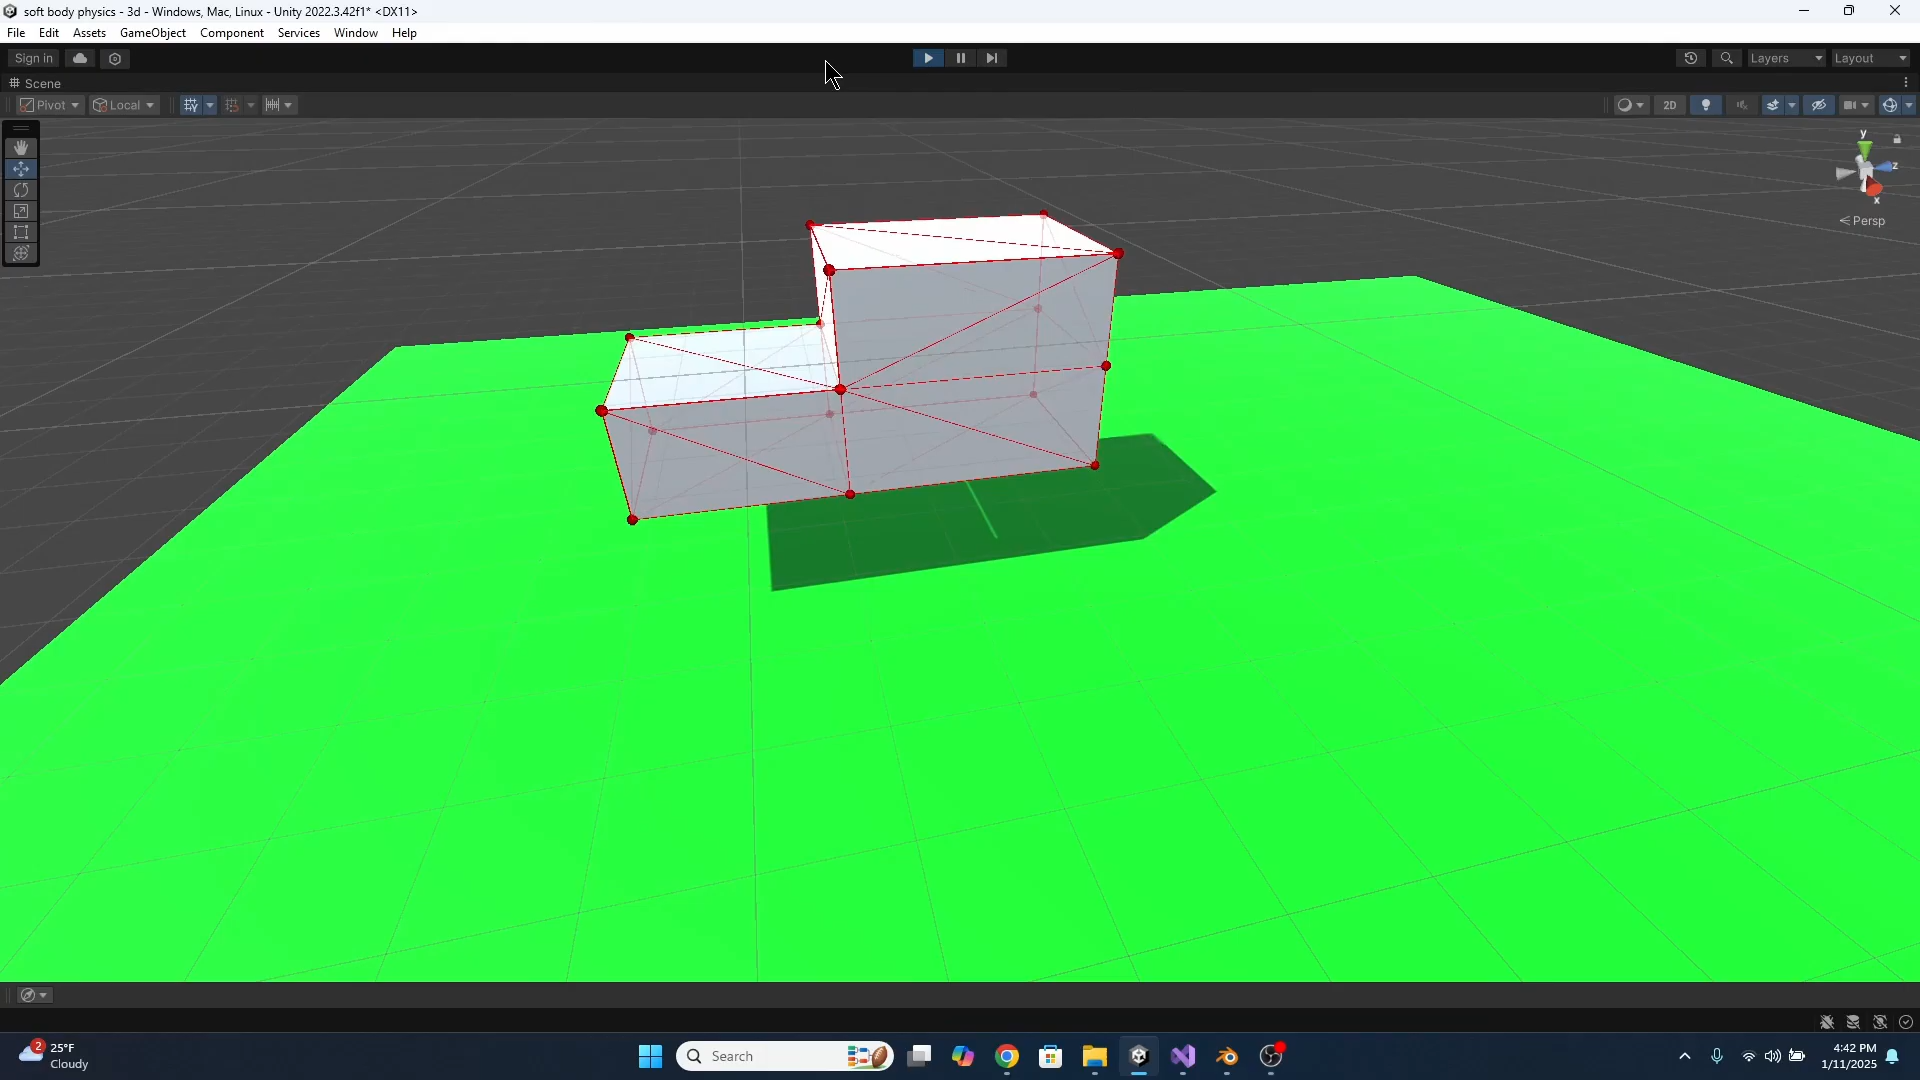 soft body physics - 3d - Windows, Mac, Linux - Unity 2022.3.42f1* <DX11>
File Edit Assets GameObject Component Services Window Help
Sign in
Layers Layout
Scene
Pivot Local
2D
y
z
x
Persp
2
25°F
Cloudy
Search
4:42 PM
1/11/2025